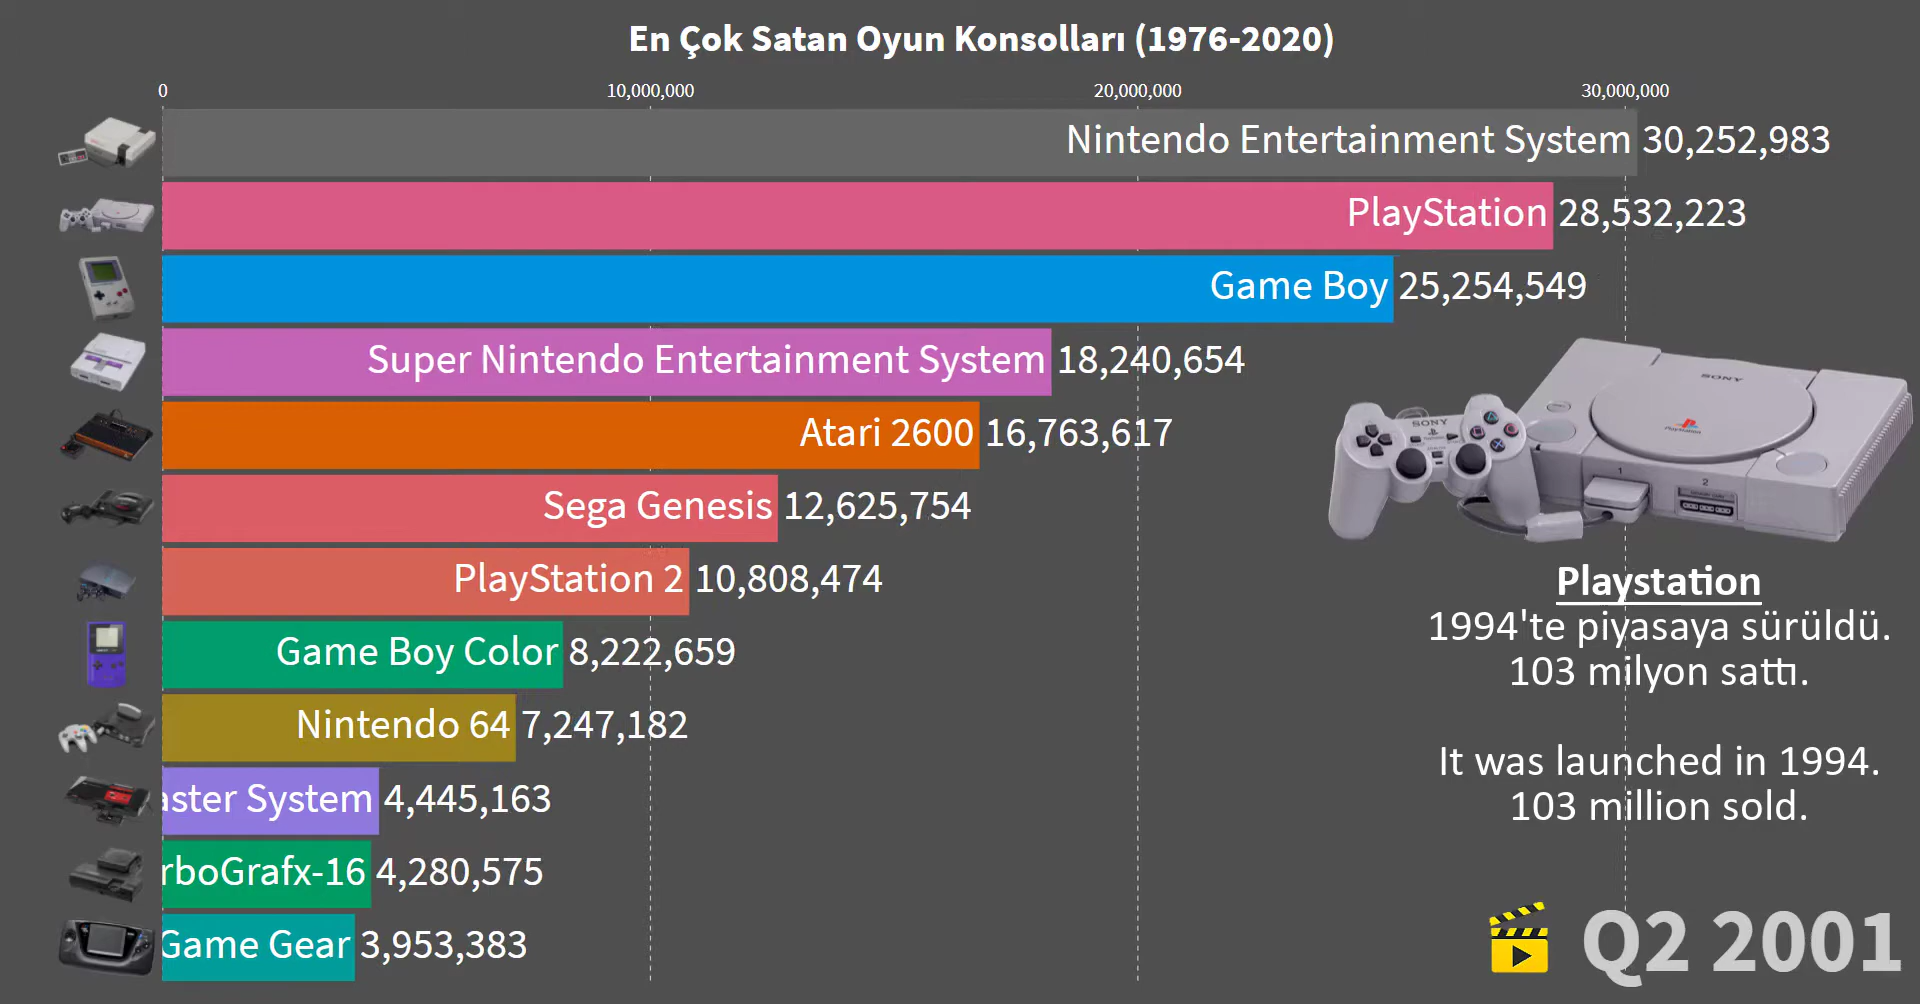 En Çok Satan Oyun Konsolları (1976-2020)
0 10,000,000 20,000,000 30,000,000
Nintendo Entertainment System 30,252,983
PlayStation 28,532,223
Game Boy 25,254,549
Super Nintendo Entertainment System 18,240,654
Atari 2600 16,763,617
Sega Genesis 12,625,754
PlayStation 2 10,808,474
Game Boy Color 8,222,659
Nintendo 64 7,247,182
aster System 4,445,163
rboGrafx-16 4,280,575
Game Gear 3,953,383
SONY
SONY
PlayStation
1
2
Playstation
1994'te piyasaya sürüldü.
103 milyon sattı.
It was launched in 1994.
103 million sold.
Q2 2001